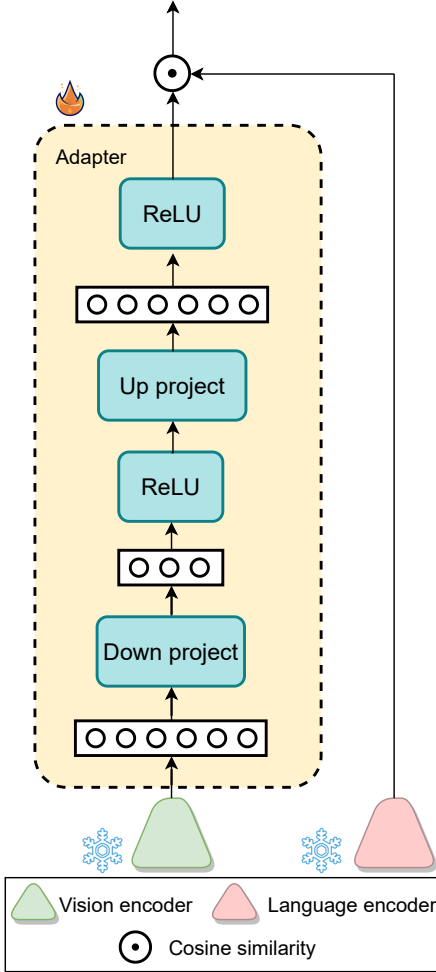 Adapter
ReLU
Up project
ReLU
Down project
Vision encoder
Language encoder
Cosine similarity